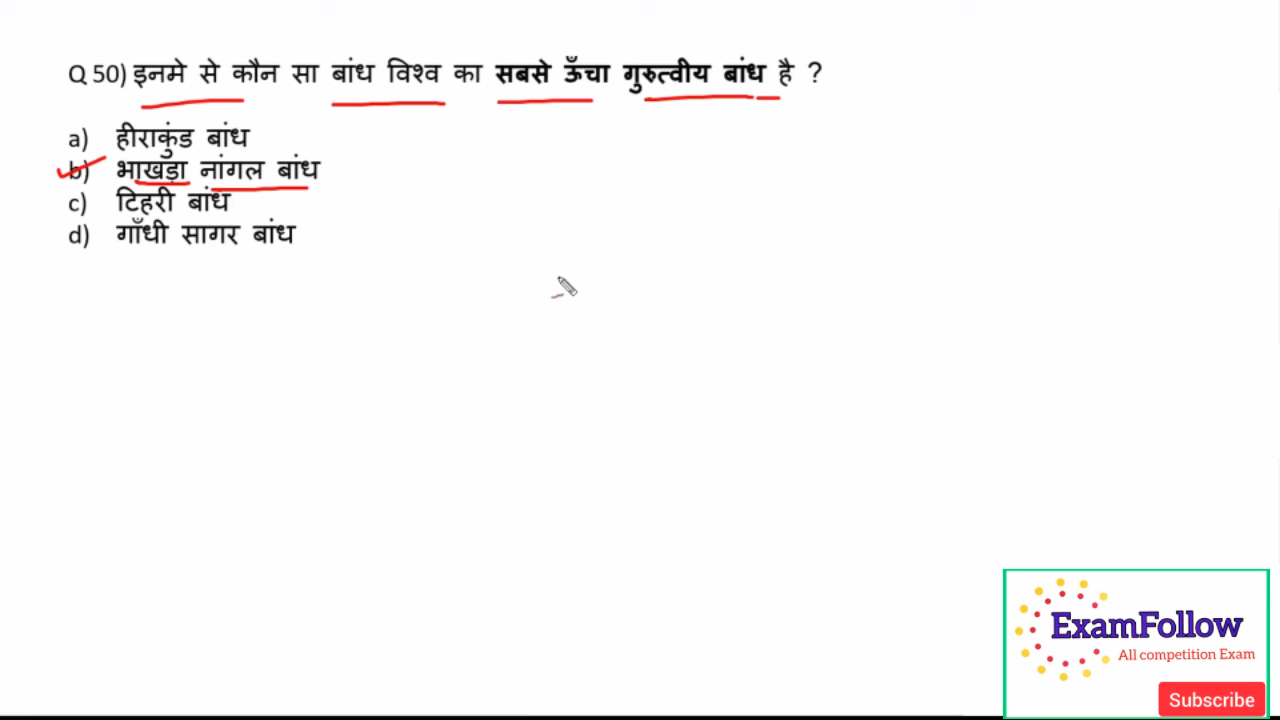 Q 50) इनमे से कौन सा बांध विश्व का सबसे ऊँचा गुरुत्वीय बांध है ?
a) हीराकुंड बांध
b) भाखड़ा नांगल बांध
c) टिहरी बांध
d) गाँधी सागर बांध
ExamFollow
All competition Exam
Subscribe